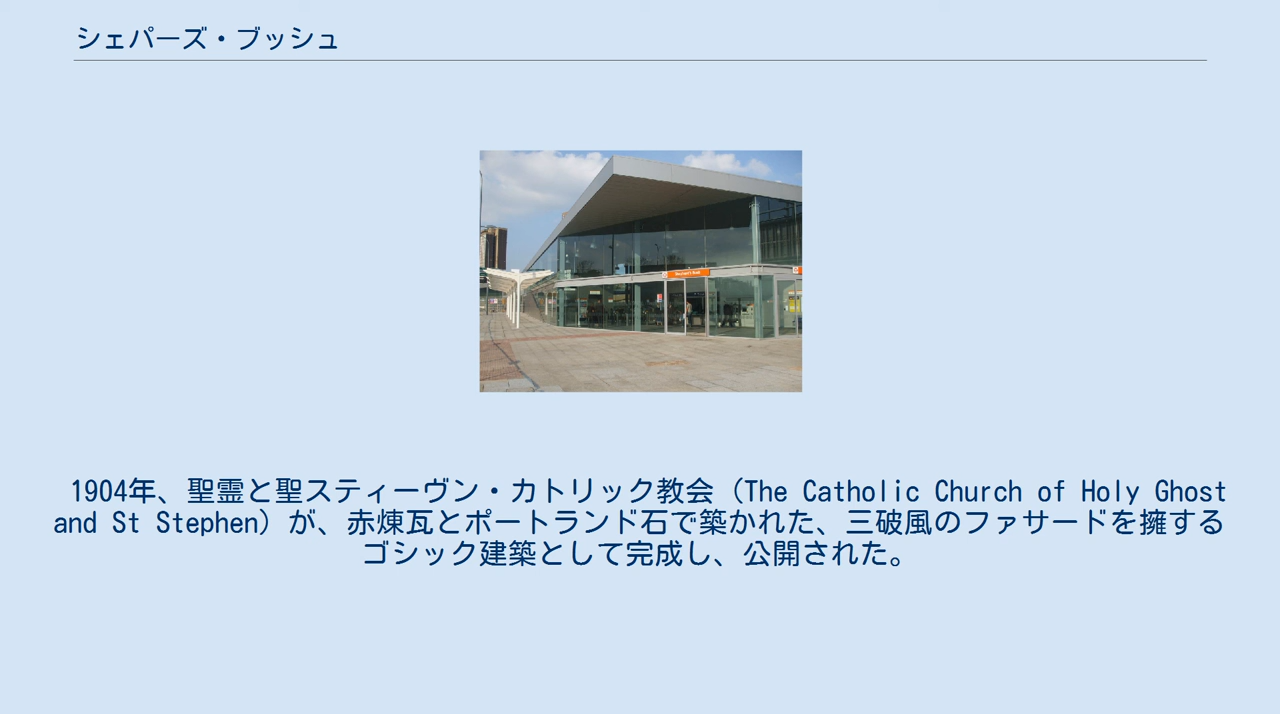 シェパーズ・ブッシュ
1904年、聖霊と聖スティーヴン・カトリック教会（The Catholic Church of Holy Ghost
and St Stephen）が、赤煉瓦とポートランド石で築かれた、三破風のファサードを擁する
ゴシック建築として完成し、公開された。